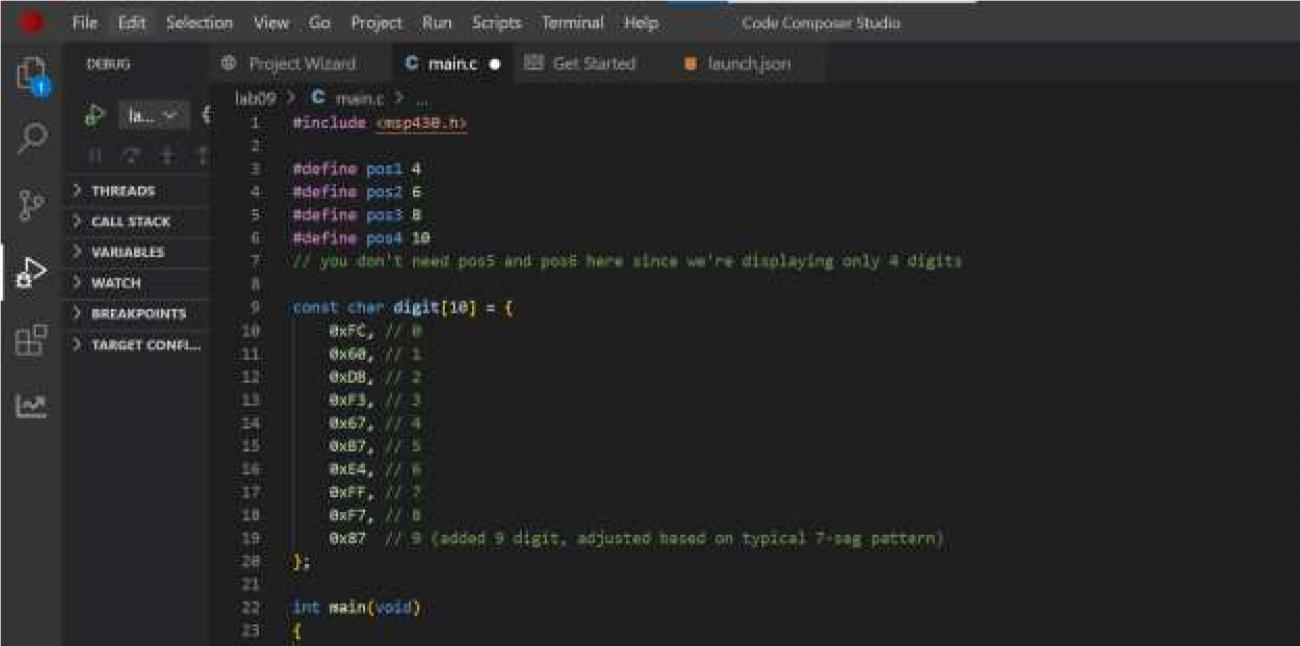 File Edit Selection View Go Project Run Scripts Terminal Help Code Composer Studio
DEBUG
Project Wizard
main.c
Get Started
launch.json
1
la...
lab09 > C main.c > ...
THREADS
CALL STACK
VARIABLES
WATCH
BREAKPOINTS
TARGET CONFI...
1 #include <msp430.h>
2
3 #define pos1 4
4 #define pos2 6
5 #define pos3 8
6 #define pos4 10
7 // you don't need pos5 and pos6 here since we're displaying only 4 digits
8
9 const char digit[10] = {
10 0xFC, // 0
11 0x60, // 1
12 0xDB, // 2
13 0xF3, // 3
14 0x67, // 4
15 0xB7, // 5
16 0xE4, // 6
17 0xFF, // 7
18 0xF7, // 8
19 0x87 // 9 (added 9 digit, adjusted based on typical 7-seg pattern)
20 };
21
22 int main(void)
23 {